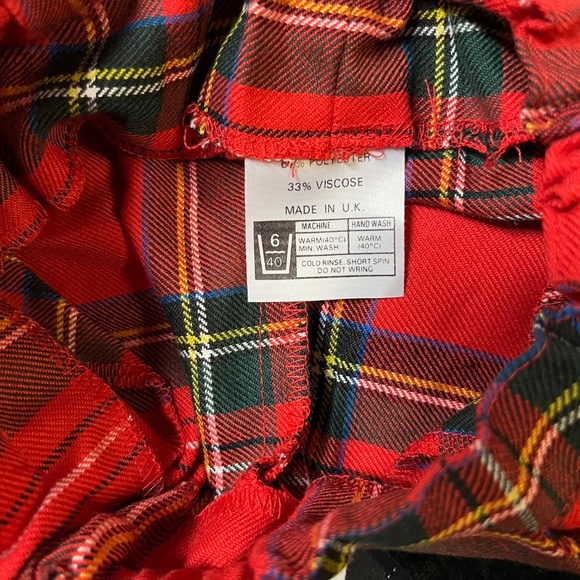 67% POLYESTER
33% VISCOSE
MADE IN U.K.
MACHINE HAND WASH
6 WARM(40°C) WARM
40° MIN. WASH (40°C)
COLD RINSE. SHORT SPIN
DO NOT WRING